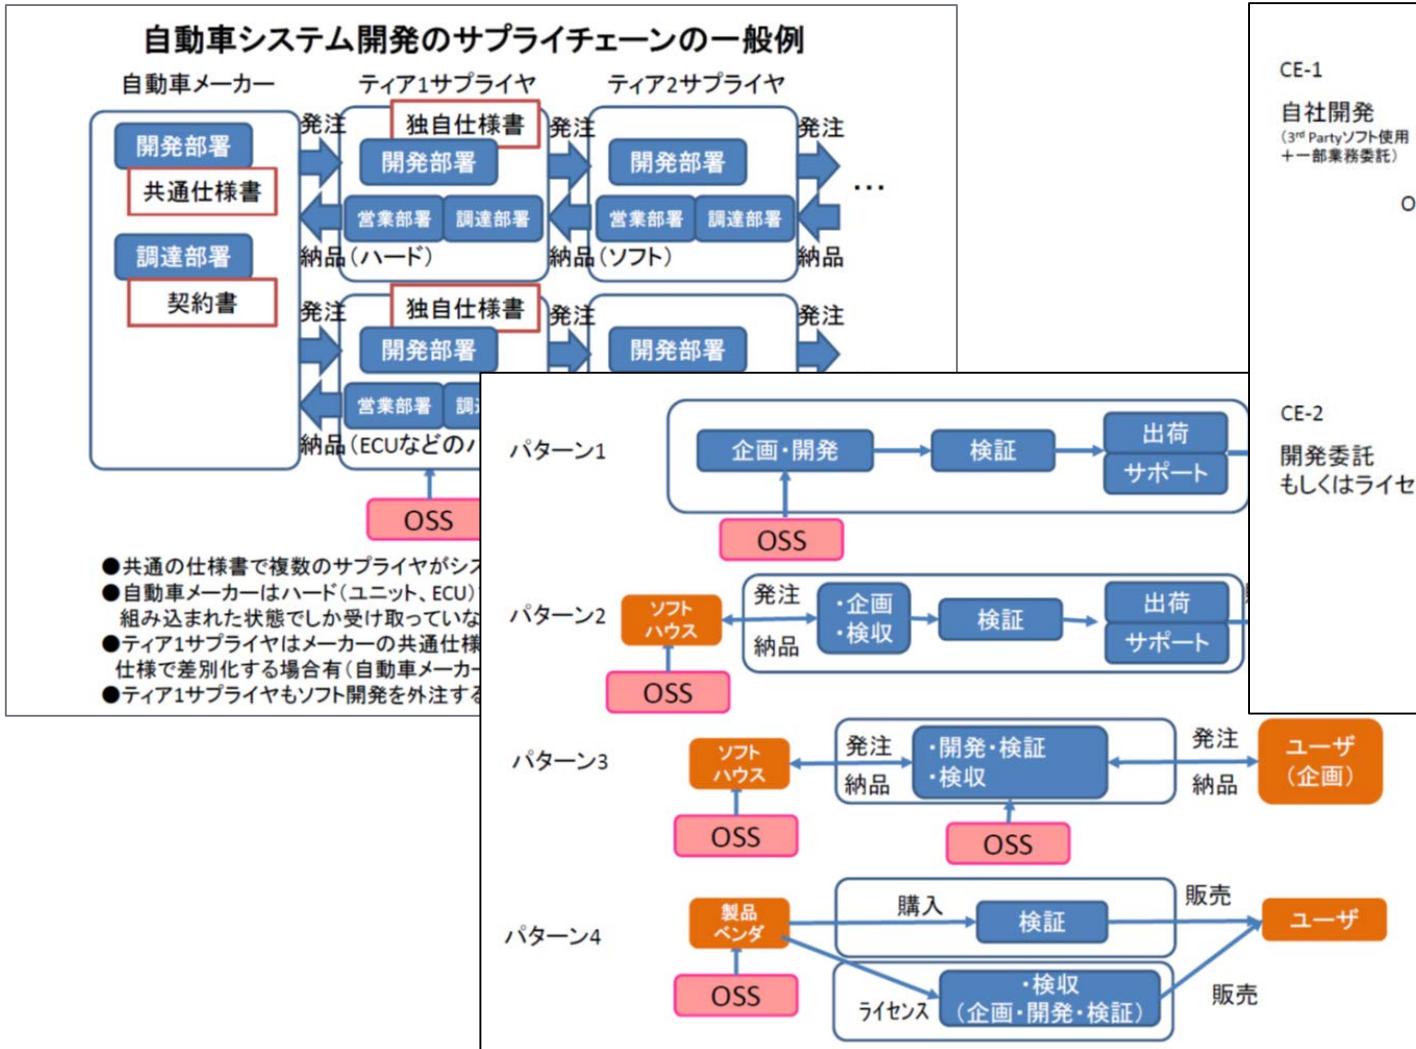 自動車システム開発のサプライチェーンの一般例
自動車メーカー
ティア1サプライヤ
ティア2サプライヤ
開発部署
共通仕様書
調達部署
契約書
発注
独自仕様書
開発部署
営業部署
調達部署
納品
(ハード)
発注
開発部署
営業部署
調達部署
納品
(ソフト)
発注
…
納品
発注
独自仕様書
開発部署
営業部署
納品
(ECUなどの
発注
開発部署
発注
OSS
●共通の仕様書で複数のサプライヤがシス
●自動車メーカーはハード(ユニット、ECU)
組み込まれた状態でしか受け取っていな
●ティア1サプライヤはメーカーの共通仕様
仕様で差別化する場合有(自動車メーカー
●ティア1サプライヤもソフト開発を外注する
パターン1
企画・開発
検証
出荷
サポート
OSS
パターン2
ソフト
ハウス
発注
納品
・企画
・検収
検証
出荷
サポート
OSS
パターン3
ソフト
ハウス
発注
納品
・開発・検証
・検収
発注
納品
ユーザ
(企画)
OSS
OSS
パターン4
製品
ベンダ
購入
検証
販売
ユーザ
OSS
ライセンス
・検収
(企画・開発・検証)
販売
CE-1
自社開発
(3rd Partyソフト使用
+一部業務委託)
O
CE-2
開発委託
もしくはライセ